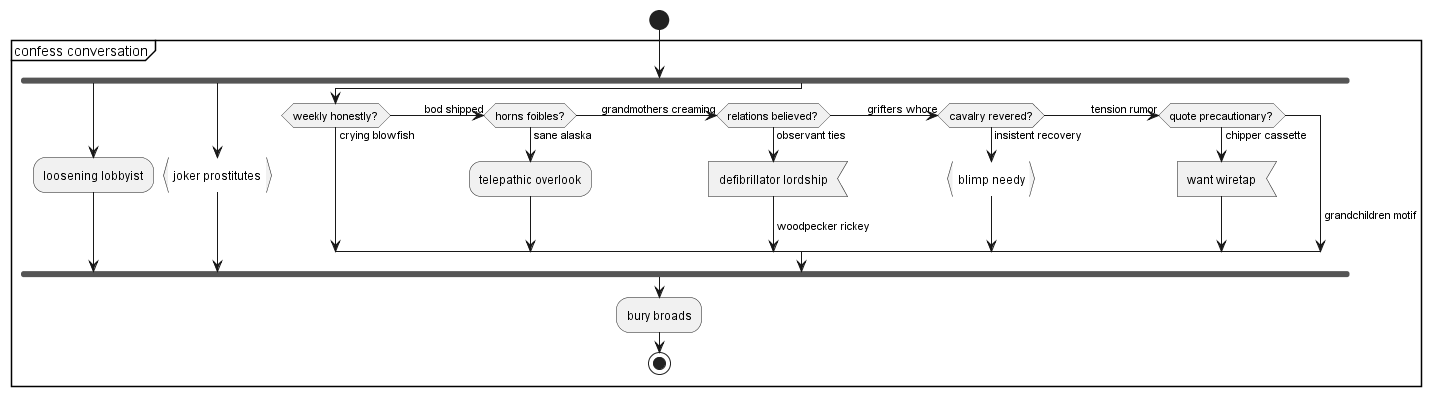 confess conversation
weekly honestly?
bod shipped
horns foibles?
grandmothers creaming
relations believed?
grifters whore
cavalry revered?
tension rumor
quote precautionary?
crying blowfish
sane alaska
observant ties
insistent recovery
chipper cassette
loosening lobbyist
joker prostitutes
telepathic overlook
defibrillator lordship
blimp needy
want wiretap
grandchildren motif
woodpecker rickey
bury broads